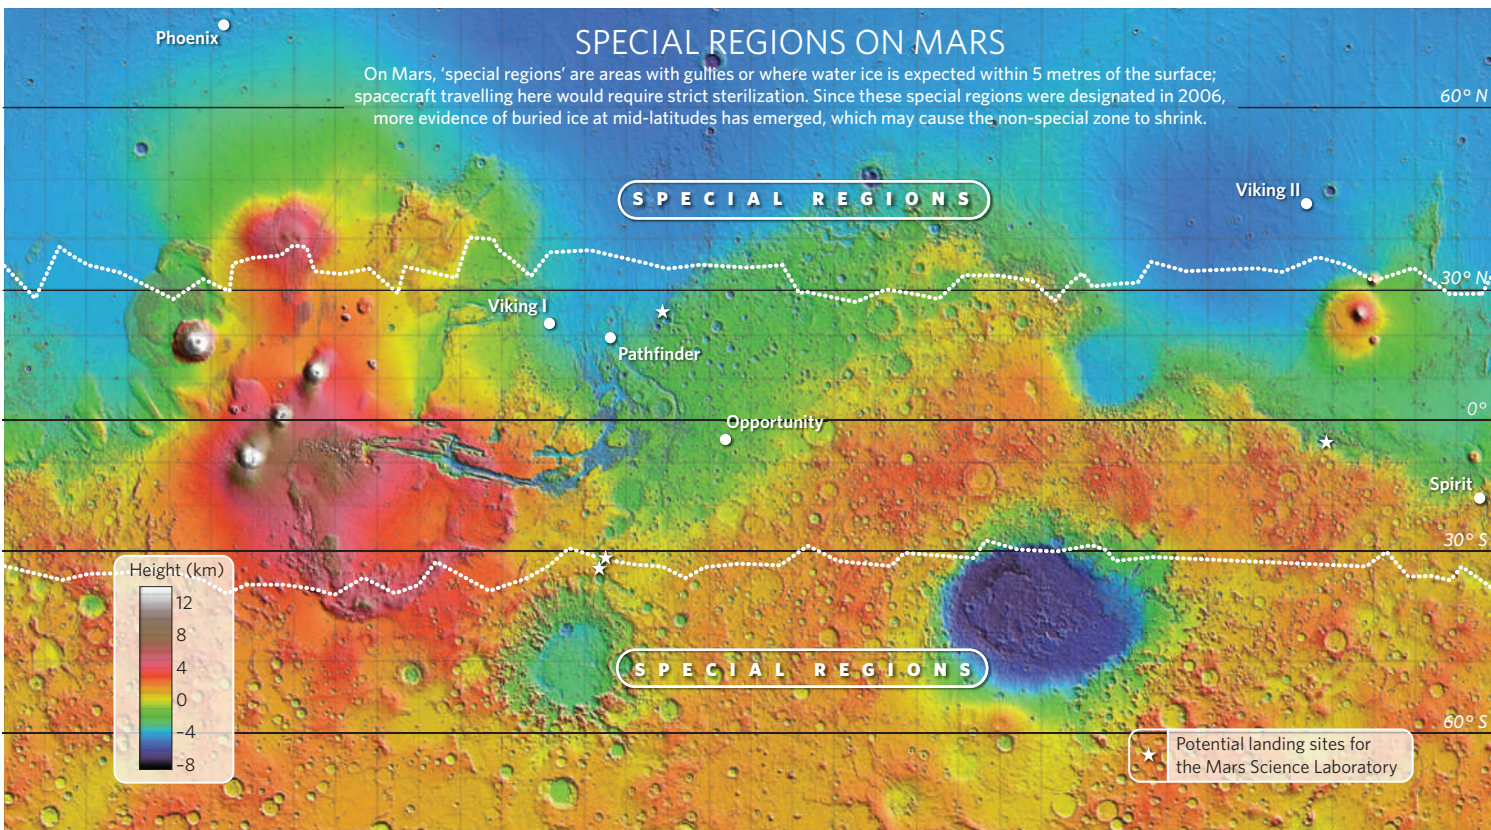 Phoenix
SPECIAL REGIONS ON MARS
On Mars, ‘special regions’ are areas with gullies or where water ice is expected within 5 metres of the surface;
spacecraft travelling here would require strict sterilization. Since these special regions were designated in 2006,
more evidence of buried ice at mid-latitudes has emerged, which may cause the non-special zone to shrink.
60° N
SPECIAL REGIONS
Viking II
30° N
Viking I
Pathfinder
0°
Opportunity
Spirit
30° S
Height (km)
12
8
4
0
–4
–8
SPECIAL REGIONS
60° S
Potential landing sites for
the Mars Science Laboratory